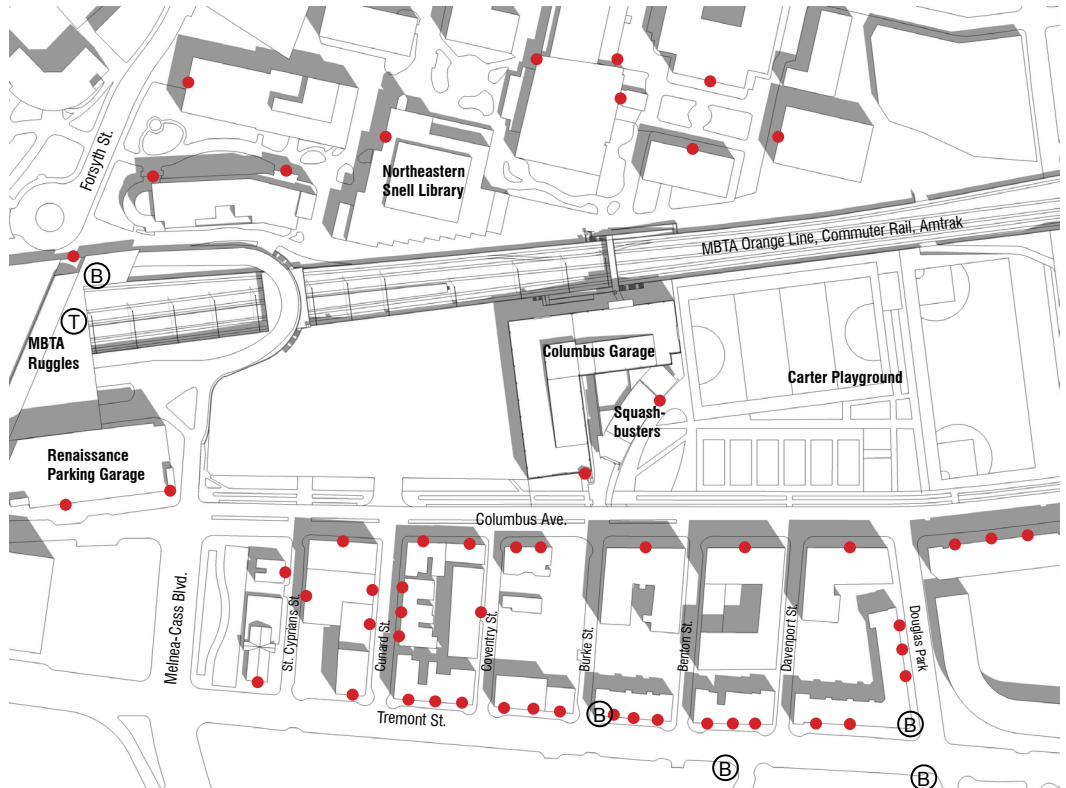 Forsyth St.
Northeastern
Snell Library
MBTA Orange Line, Commuter Rail, Amtrak
B
T
MBTA
Ruggles
Columbus Garage
Carter Playground
Squash-
busters
Renaissance
Parking Garage
Columbus Ave.
Melnea-Cass Blvd.
St. Cyprians St.
Cunard St.
Coventry St.
Burke St.
Benton St.
Davenport St.
Douglas Park
Tremont St.
B
B
B
B